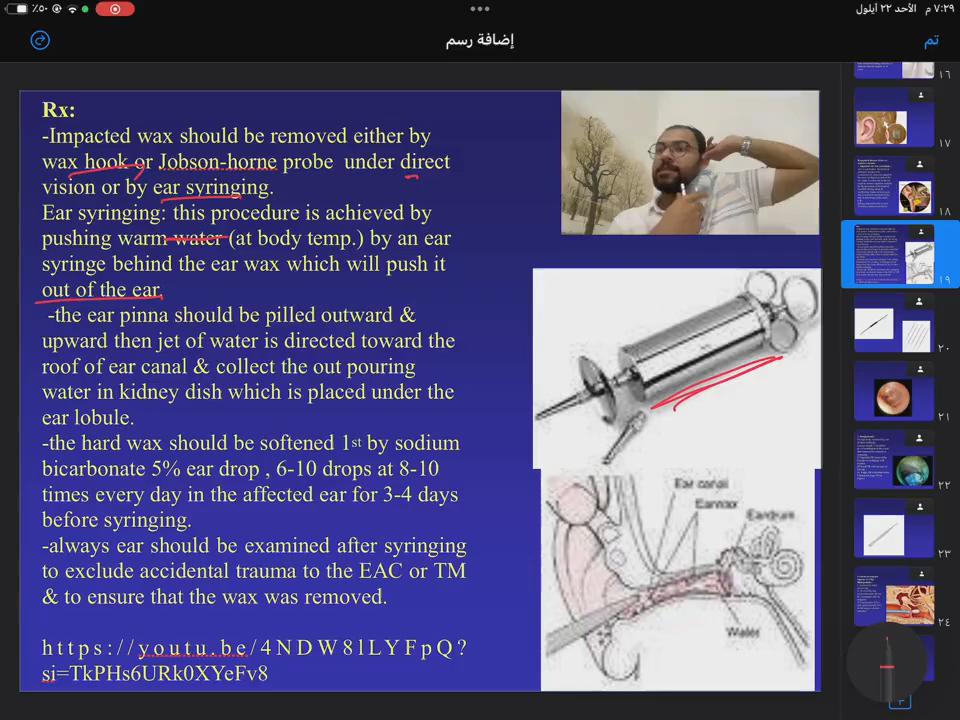 ٪٥٠
٧:٢٩ م الأحد ٢٢ أيلول
إضافة رسم
تم
Rx:
-Impacted wax should be removed either by
wax hook or Jobson-horne probe under direct
vision or by ear syringing.
Ear syringing: this procedure is achieved by
pushing warm water (at body temp.) by an ear
syringe behind the ear wax which will push it
out of the ear.
-the ear pinna should be pilled outward &
upward then jet of water is directed toward the
roof of ear canal & collect the out pouring
water in kidney dish which is placed under the
ear lobule.
-the hard wax should be softened 1st by sodium
bicarbonate 5% ear drop , 6-10 drops at 8-10
times every day in the affected ear for 3-4 days
before syringing.
-always ear should be examined after syringing
to exclude accidental trauma to the EAC or TM
& to ensure that the wax was removed.
https://youtu.be/4NDW8lLYFpQ?
si=TkPHs6URk0XYeFv8
Ear canal
Earwax
Eardrum
Water
١٦
١٧
١٨
١٩
٢٠
٢١
٢٢
٢٣
٢٤